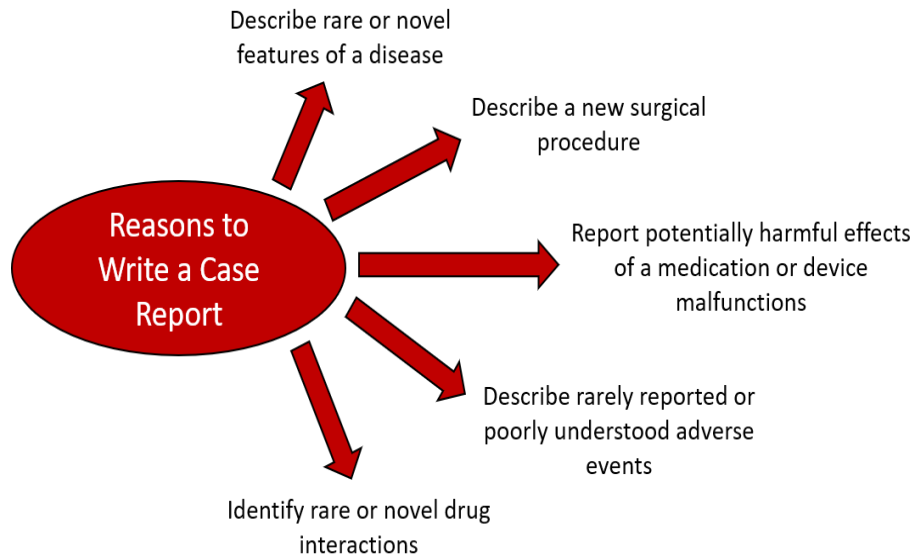 Describe rare or novel
features of a disease
Describe a new surgical
procedure
Reasons to
Write a Case
Report
Report potentially harmful effects
of a medication or device
malfunctions
Describe rarely reported or
poorly understood adverse
events
Identify rare or novel drug
interactions